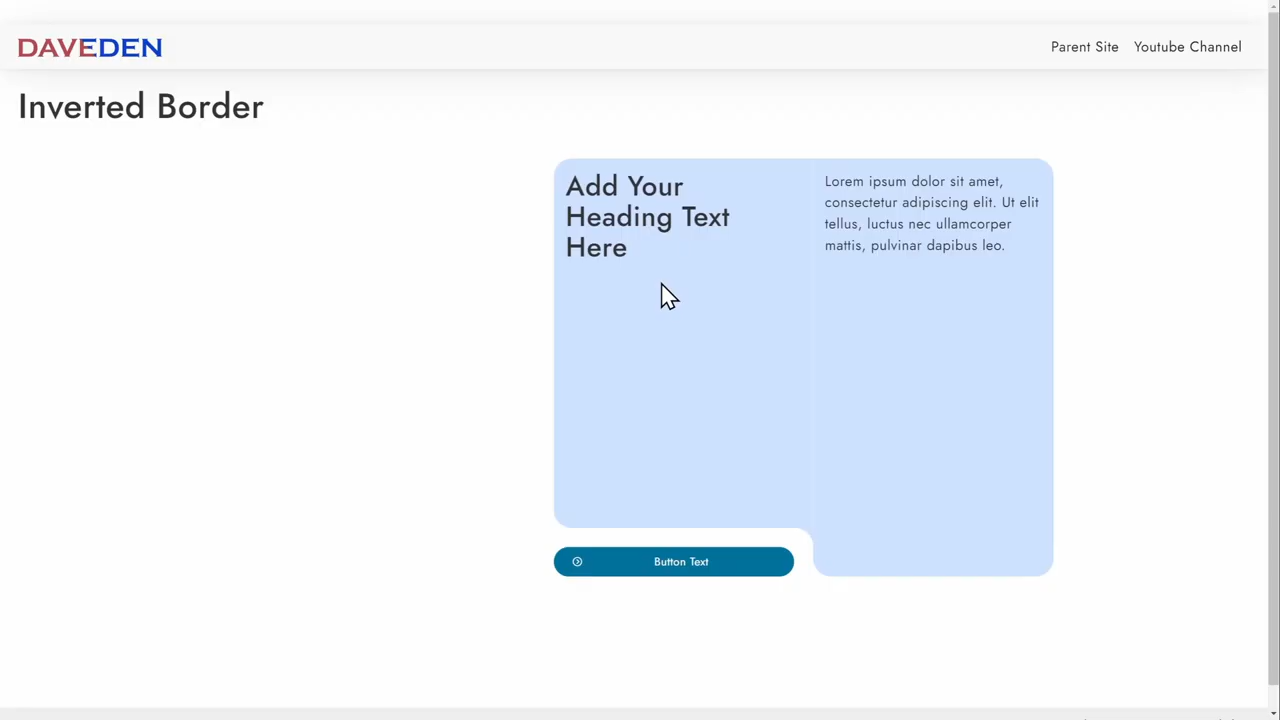 DAVEDEN
Parent Site
Youtube Channel
Inverted Border
Add Your
Heading Text
Here
Lorem ipsum dolor sit amet,
consectetur adipiscing elit. Ut elit
tellus, luctus nec ullamcorper
mattis, pulvinar dapibus leo.
Button Text